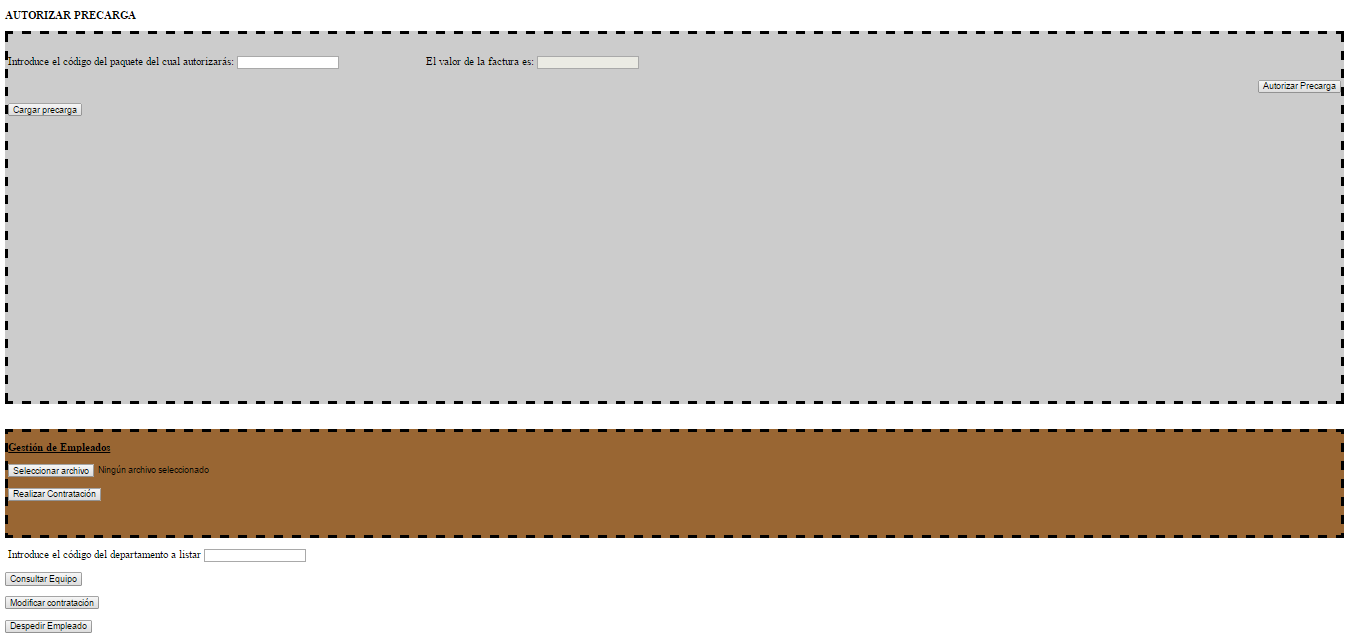 AUTORIZAR PRECARGA
Introduce el código del paquete del cual autorizarás: El valor de la factura es:
Autorizar Precarga
Cargar precarga
Gestión de Empleados
Seleccionar archivo Ningún archivo seleccionado
Realizar Contratación
Introduce el código del departamento a listar
Consultar Equipo
Modificar contratación
Despedir Empleado